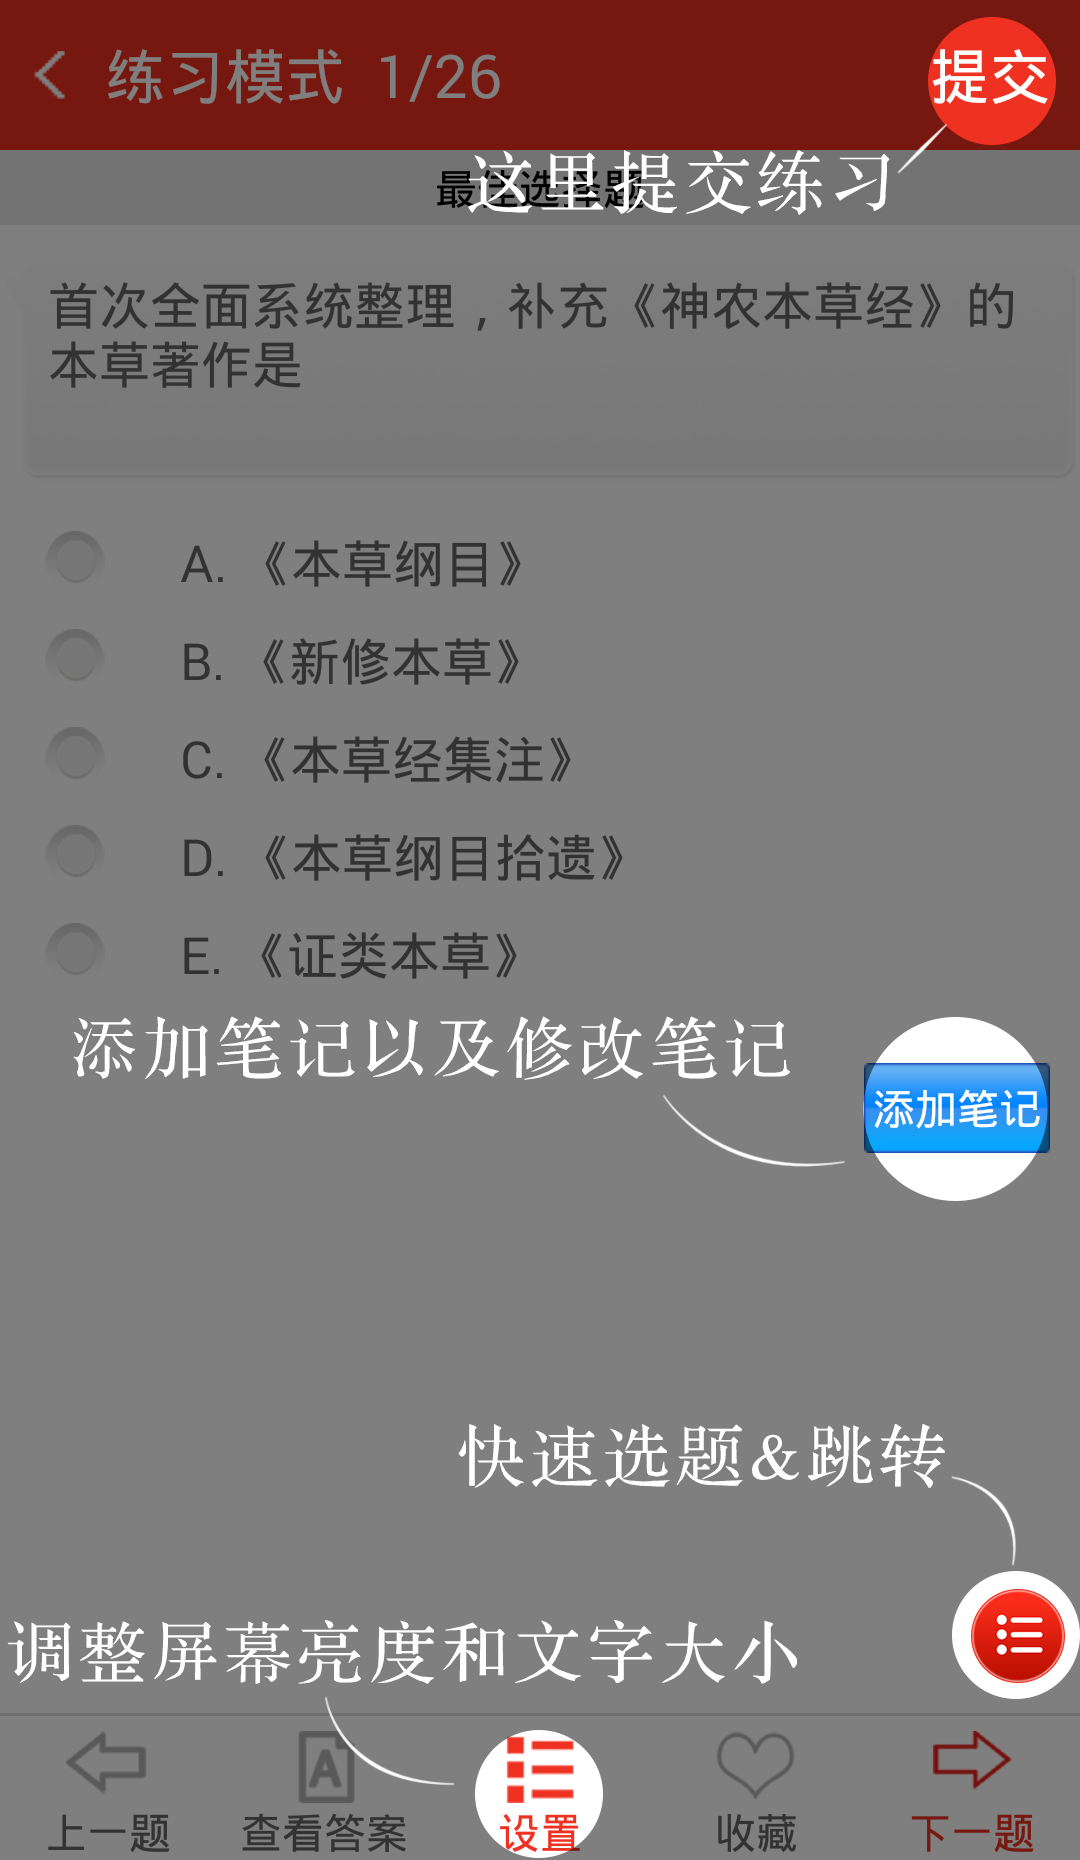 练习模式 1/26
提交
这里提交练习
最佳选择题
首次全面系统整理，补充《神农本草经》的
本草著作是
A. 《本草纲目》
B. 《新修本草》
C. 《本草经集注》
D. 《本草纲目拾遗》
E. 《证类本草》
添加笔记以及修改笔记
添加笔记
快速选题&跳转
调整屏幕亮度和文字大小
上一题
A
查看答案
设置
收藏
下一题